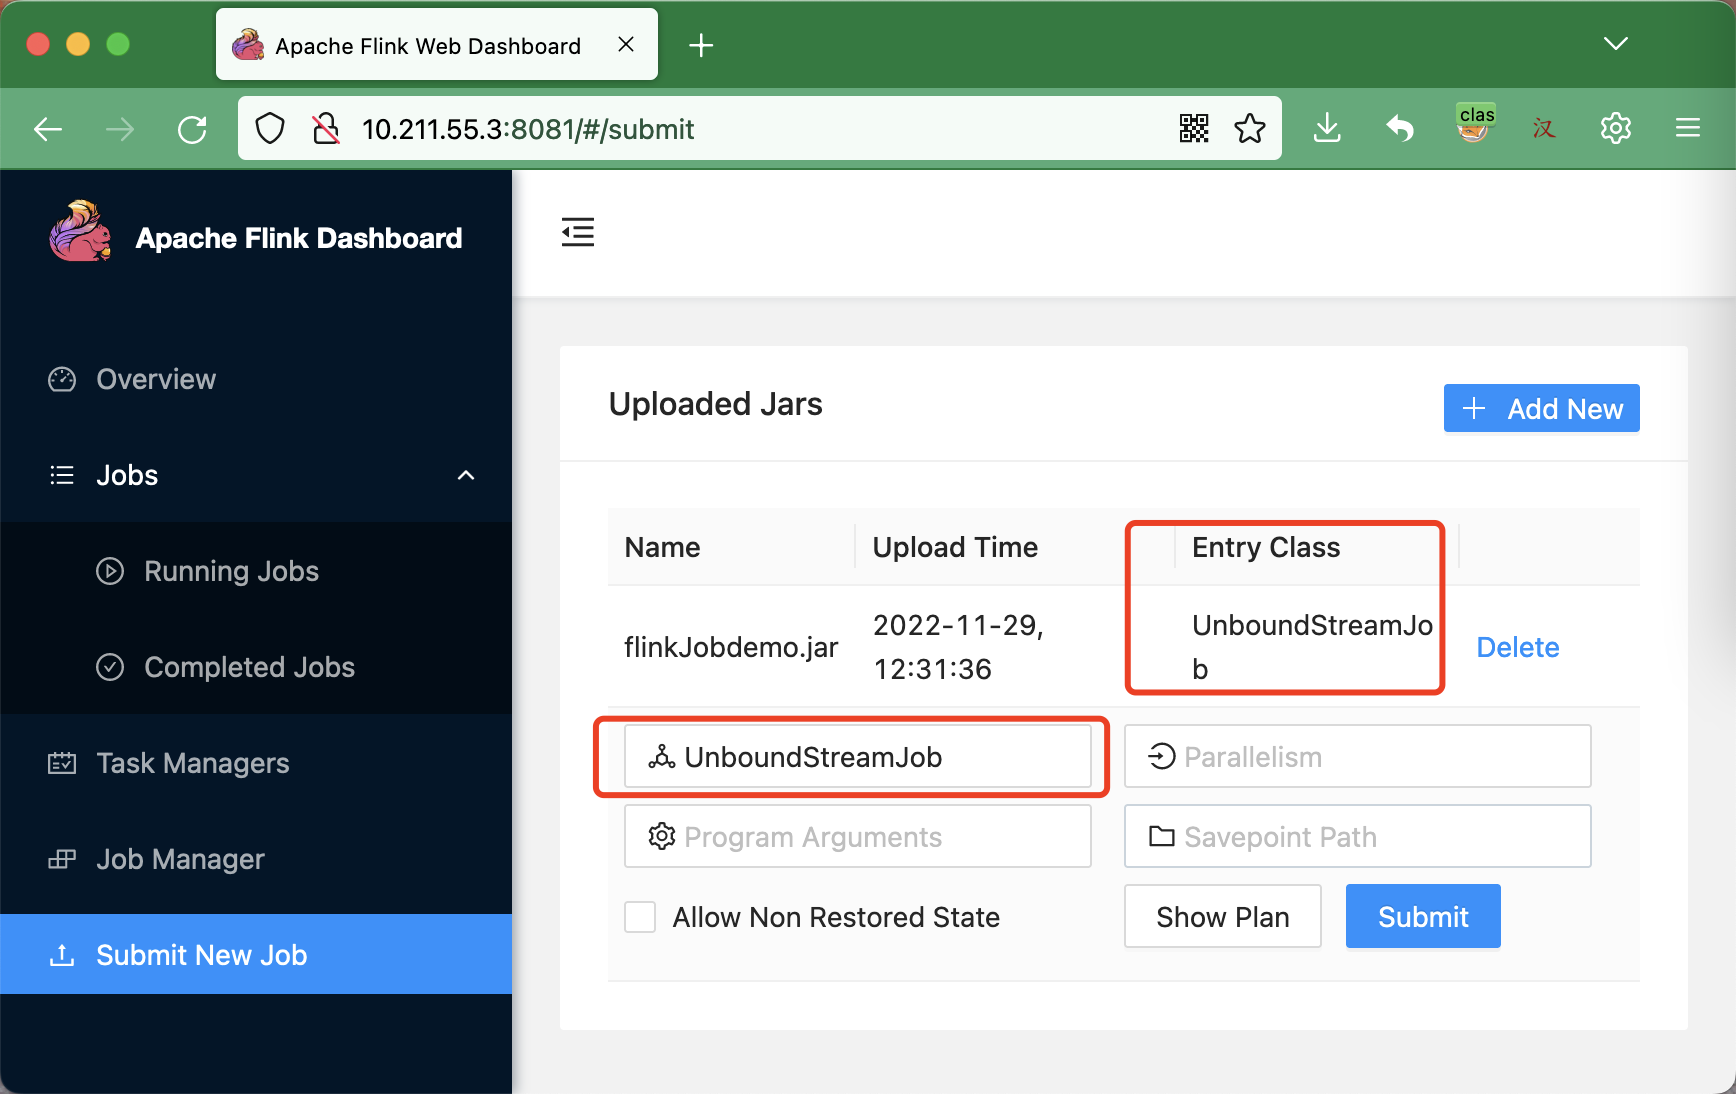 Apache Flink Web Dashboard
10.211.55.3:8081/#/submit
clas
汉
Apache Flink Dashboard
Overview
Jobs
Running Jobs
Completed Jobs
Task Managers
Job Manager
Submit New Job
Uploaded Jars
Add New
Name
Upload Time
Entry Class
flinkJobdemo.jar
2022-11-29,
12:31:36
UnboundStreamJo
b
Delete
UnboundStreamJob
Parallelism
Program Arguments
Savepoint Path
Allow Non Restored State
Show Plan
Submit